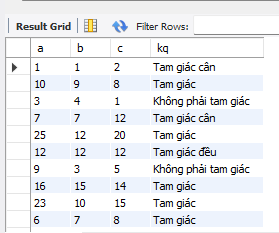 Result Grid Filter Rows:
a b c kq
1 1 2 Tam giác cân
10 9 8 Tam giác
3 4 1 Không phải tam giác
7 7 12 Tam giác cân
25 12 20 Tam giác
12 12 12 Tam giác đều
9 3 5 Không phải tam giác
16 15 14 Tam giác
23 10 15 Tam giác
6 7 8 Tam giác